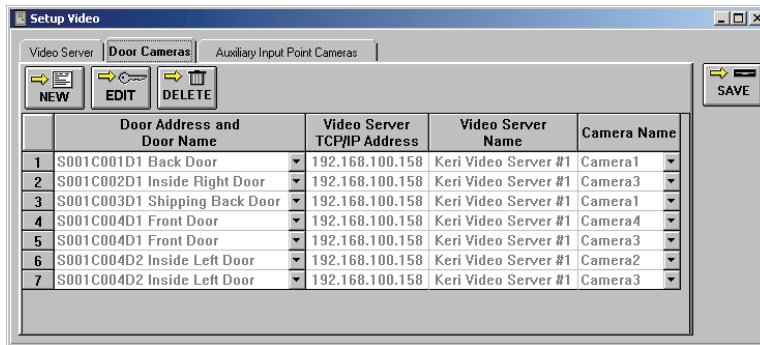 Setup Video
Video Server Door Cameras Auxiliary Input Point Cameras
NEW EDIT DELETE SAVE
Door Address and Door Name Video Server TCP/IP Address Video Server Name Camera Name
1 S001C001D1 Back Door 192.168.100.158 Keri Video Server #1 Camera1
2 S001C002D1 Inside Right Door 192.168.100.158 Keri Video Server #1 Camera3
3 S001C003D1 Shipping Back Door 192.168.100.158 Keri Video Server #1 Camera1
4 S001C004D1 Front Door 192.168.100.158 Keri Video Server #1 Camera4
5 S001C004D1 Front Door 192.168.100.158 Keri Video Server #1 Camera3
6 S001C004D2 Inside Left Door 192.168.100.158 Keri Video Server #1 Camera2
7 S001C004D2 Inside Left Door 192.168.100.158 Keri Video Server #1 Camera3